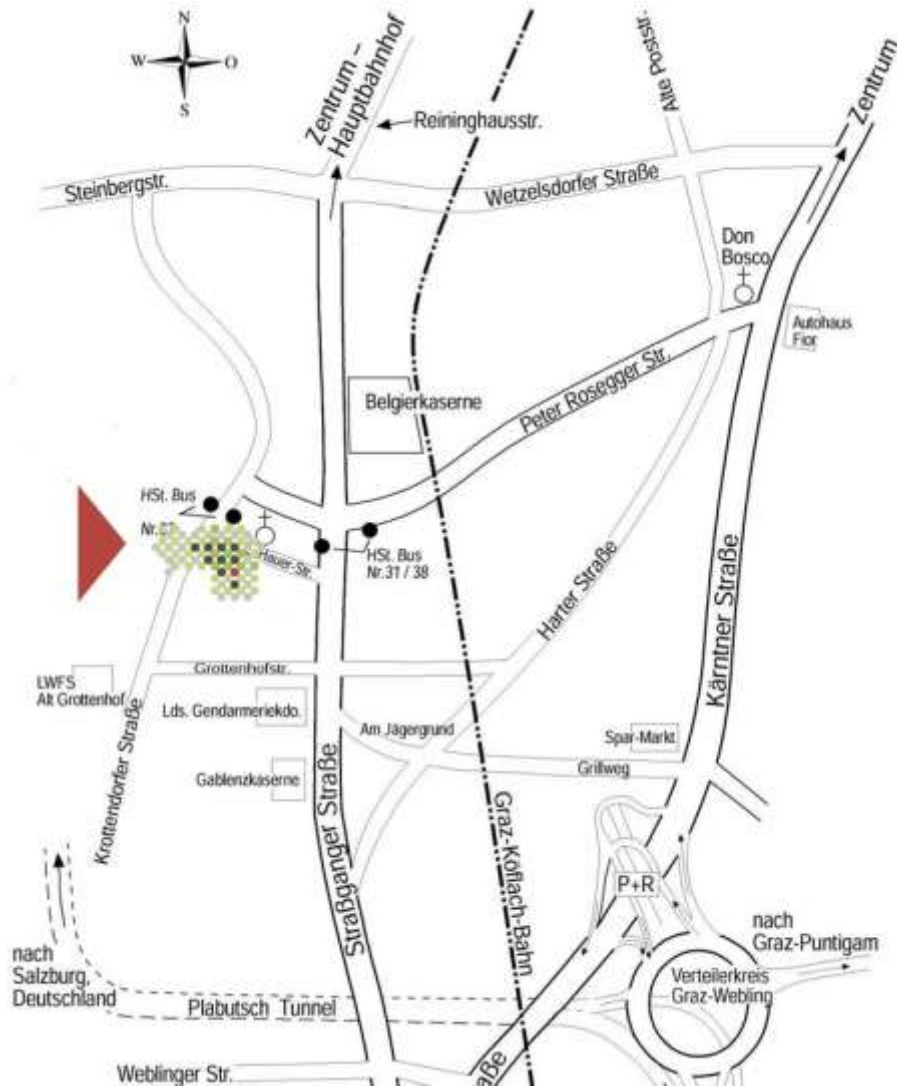 N
W
O
S
Zentrum –
Hauptbahnhof
Reininghausstr.
Alte Poststr.
Zentrum
Steinbergstr.
Wetzelsdorfer Straße
Don
Bosco
Autohaus
Fior
Belgierkaserne
Peter Rosegger Str.
HSt. Bus
Nr.
Hauer-Str.
HSt. Bus
Nr.31 / 38
Harter Straße
Kärntner Straße
Grottenhofstr.
LWFS
Alt Grottenhof
Lds. Gendarmeriekdo.
Am Jägergrund
Spar-Markt
Grillweg
Gablenzkaserne
Krottendorfer Straße
Straßganger Straße
Graz-Köflach-Bahn
P+R
nach
Graz-Puntigam
nach
Salzburg,
Deutschland
Verteilerkreis
Graz-Webling
Plabutsch Tunnel
Weblinger Str.
aße